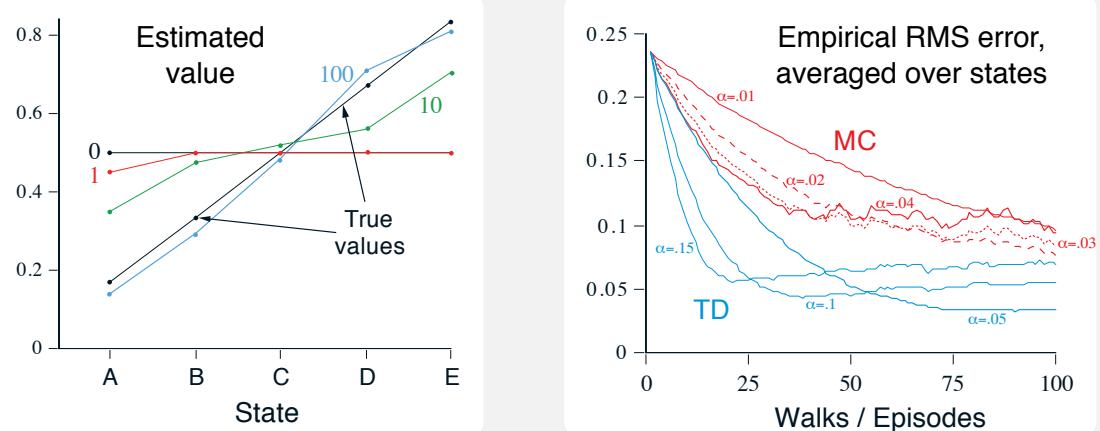 Estimated
value
0.8
0.6
0.4
0.2
0
0
1
100
10
True
values
A B C D E
State
Empirical RMS error,
averaged over states
0.25
0.2
0.15
0.1
0.05
0
α=.01
MC
α=.02
α=.04
α=.03
α=.15
TD
α=.1
α=.05
0 25 50 75 100
Walks / Episodes